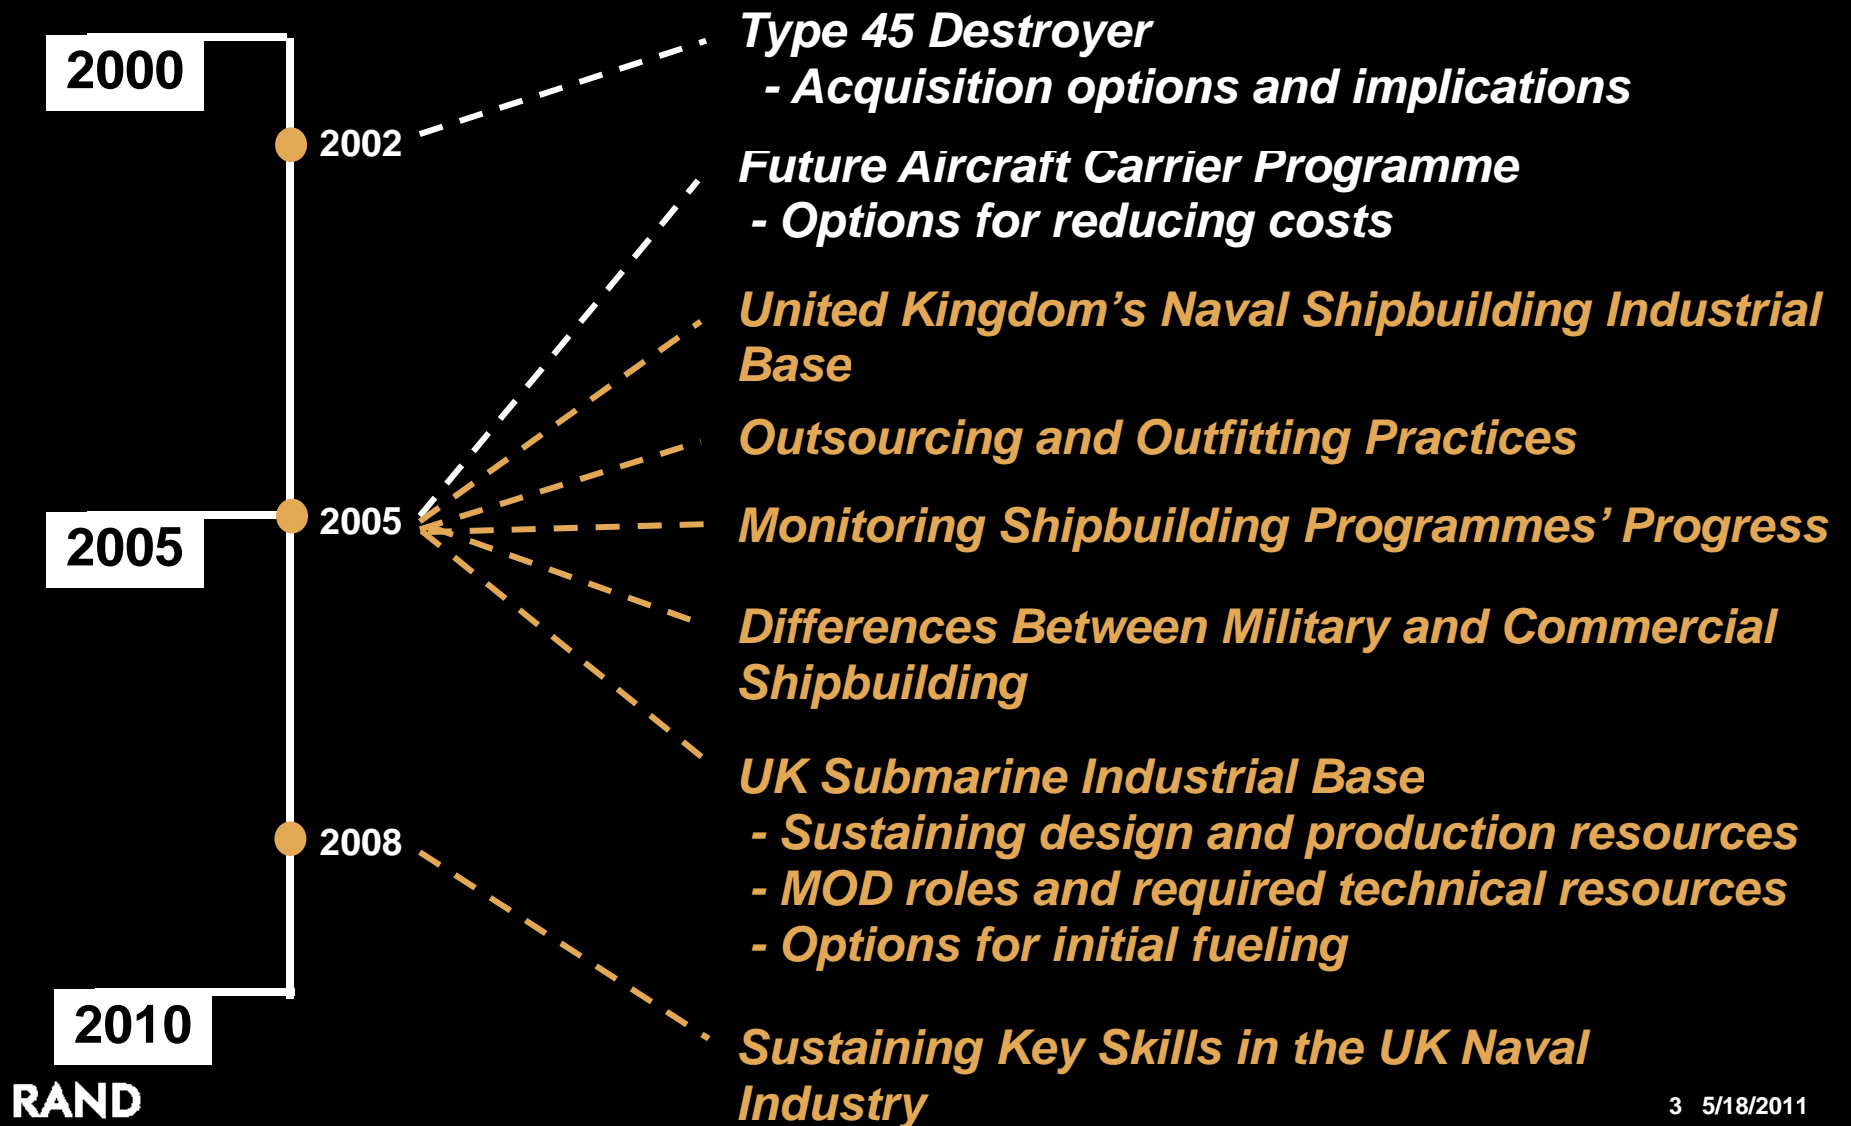 2000
2002
2005
2005
2008
2010
Type 45 Destroyer
- Acquisition options and implications
Future Aircraft Carrier Programme
- Options for reducing costs
United Kingdom’s Naval Shipbuilding Industrial
Base
Outsourcing and Outfitting Practices
Monitoring Shipbuilding Programmes’ Progress
Differences Between Military and Commercial
Shipbuilding
UK Submarine Industrial Base
- Sustaining design and production resources
- MOD roles and required technical resources
- Options for initial fueling
Sustaining Key Skills in the UK Naval
Industry
RAND
3 5/18/2011